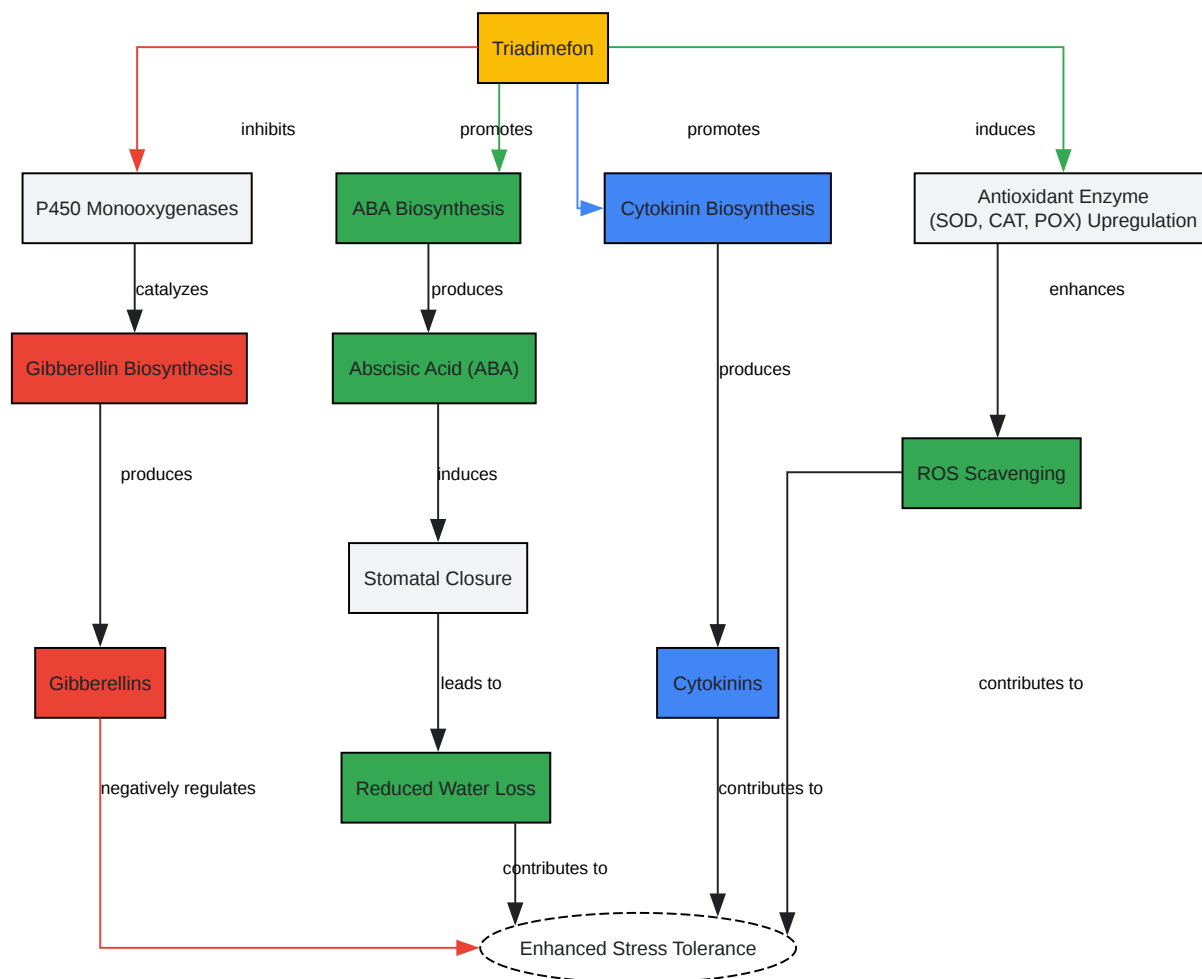 Triadimefon
inhibits
promotes
promotes
induces
P450 Monooxygenases
ABA Biosynthesis
Cytokinin Biosynthesis
Antioxidant Enzyme
(SOD, CAT, POX) Upregulation
catalyzes
produces
enhances
Gibberellin Biosynthesis
Abscisic Acid (ABA)
produces
produces
induces
ROS Scavenging
Stomatal Closure
Gibberellins
leads to
Cytokinins
contributes to
negatively regulates
Reduced Water Loss
contributes to
contributes to
Enhanced Stress Tolerance